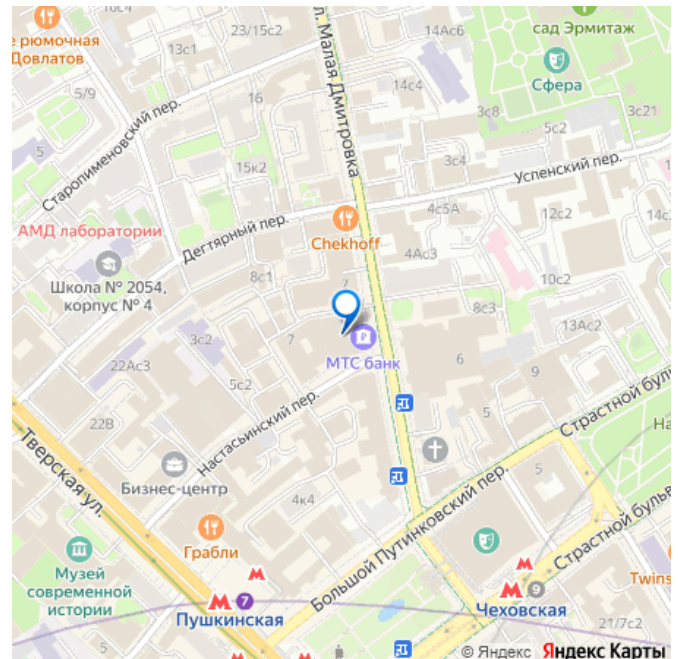 23/15с2
14Ас6
сад Эрмитаж
е рюмочная
Довлатов
13с1
ул. Малая Дмитровка
Сфера
5/9
16
14с4
3с8
3с21
5с2
Старопименовский пер.
5
15к2
3с4
Успенский пер.
АМД лаборатории
Дегтярный пер.
Chekhoff
4с5А
12с2
14с
4Ас3
Школа № 2054,
корпус № 4
8с1
7
10с2
8с3
13Ас2
3с2
7
МТС банк
6
9
22Ас3
5с2
Страстной буль
На
22В
Настасьинский пер.
5
Тверская ул.
Бизнес-центр
5
4к4
Большой Путинковский пер.
Страстной бульв
Грабли
Музей
современной
истории
Twins
7
9
Пушкинская
Чеховская
21/7с2
5
© Яндекс Яндекс Карты